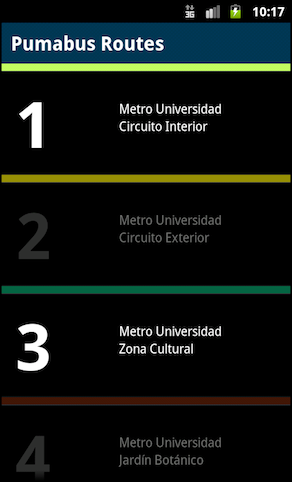 3G 10:17
Pumabus Routes
1
Metro Universidad
Circuito Interior
2
Metro Universidad
Circuito Exterior
3
Metro Universidad
Zona Cultural
4
Metro Universidad
Jardín Botánico